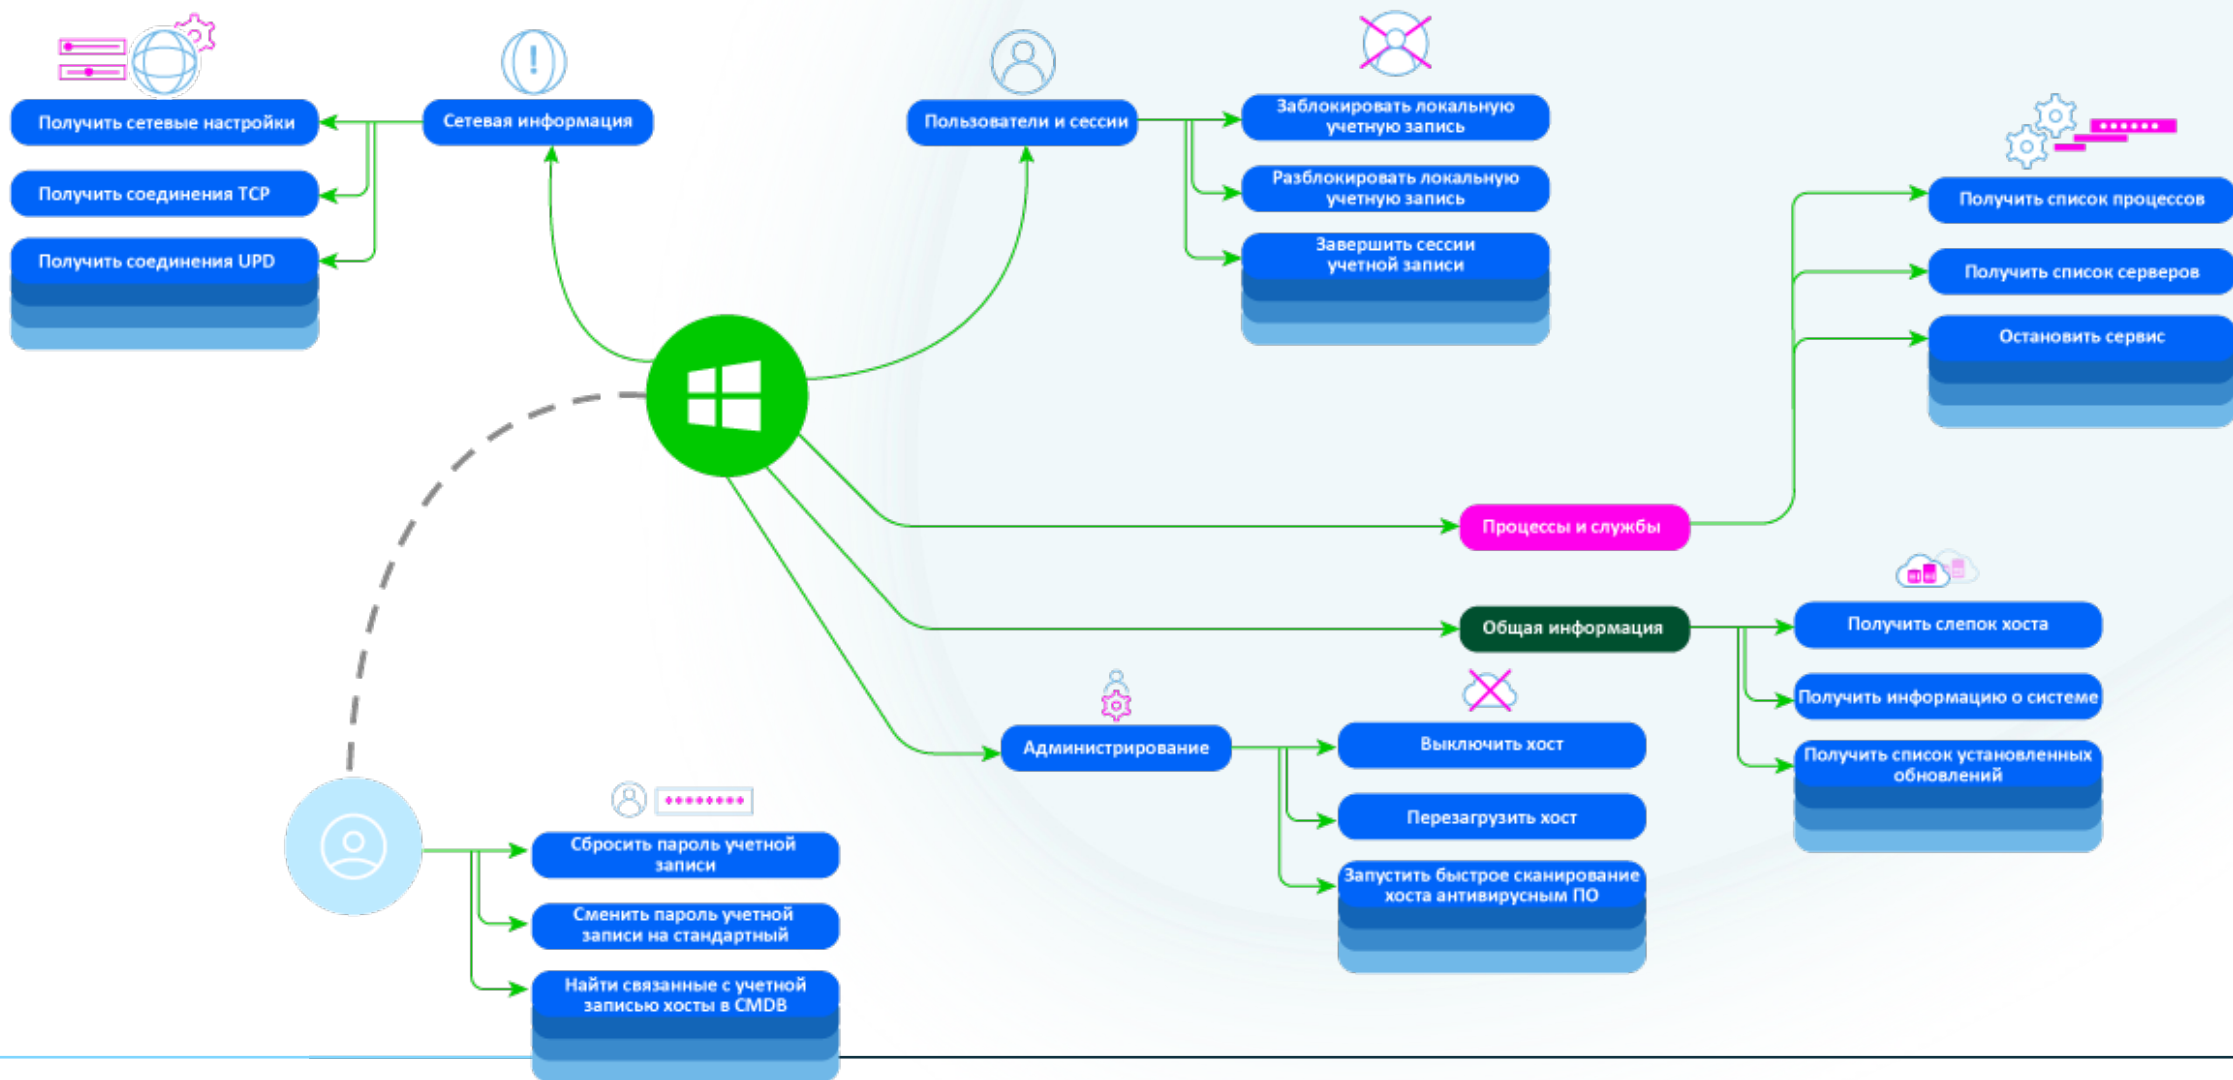 Получить сетевые настройки
Получить соединения TCP
Получить соединения UPD
Сетевая информация
Пользователи и сессии
Заблокировать локальную
учетную запись
Разблокировать локальную
учетную запись
Завершить сессии
учетной записи
Получить список процессов
Получить список серверов
Остановить сервис
Процессы и службы
Общая информация
Получить слепок хоста
Получить информацию о системе
Получить список установленных
обновлений
Администрирование
Выключить хост
Перезагрузить хост
Запустить быстрое сканирование
хоста антивирусным ПО
Сбросить пароль учетной
записи
Сменить пароль учетной
записи на стандартный
Найти связанные с учетной
записью хосты в CMDB